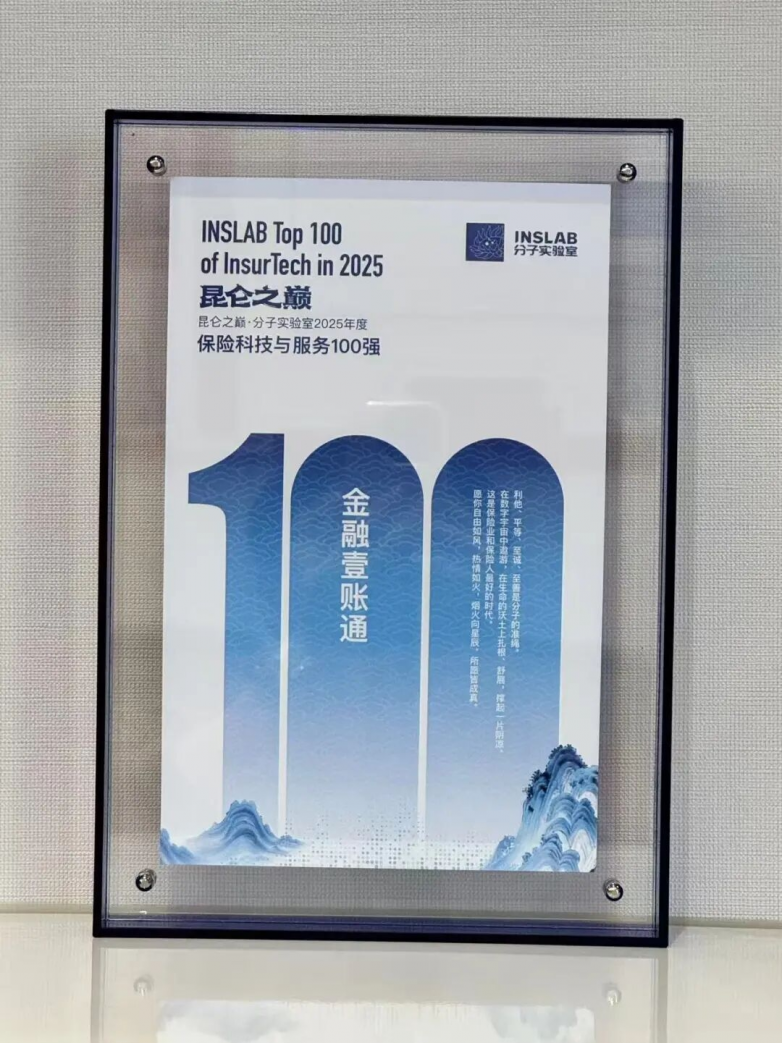 INSLAB Top 100
of InsurTech in 2025
昆仑之巅
昆仑之巅·分子实验室2025年度
保险科技与服务100强
INSLAB
分子实验室
100
金融壹账通
利他、平等、至诚、至善是分子的准绳。
在数字宇宙中遨游，在生命的沃土上扎根、舒展，撑起一片阴凉。
这是保险业和保险人最好的时代。
愿你自由如风，热情如火，烟火向星辰，所愿皆成真。